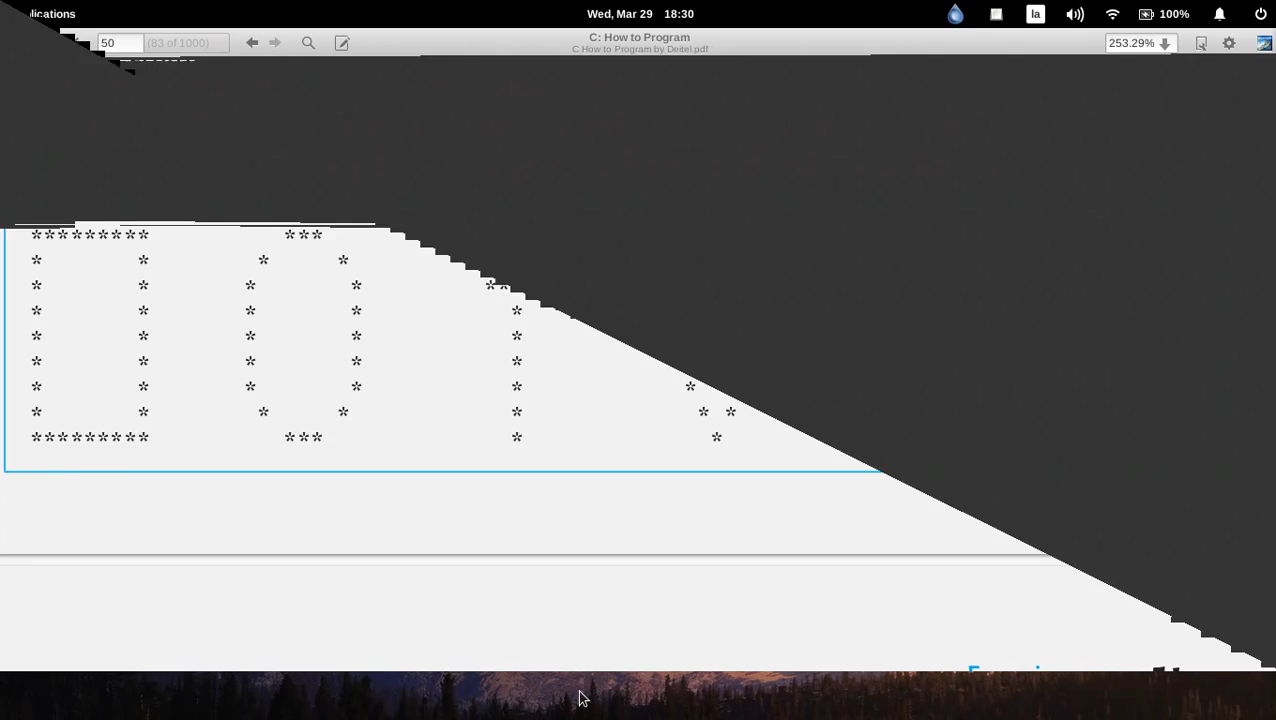 lications Wed, Mar 29 18:30 la 100%
50 (83 of 1000) C: How to Program 253.29%
C How to Program by Deitel.pdf
********* ***
* * * *
* * * * **
* * * * *
* * * * *
* * * * *
* * * * * *
* * * * * * *
********* *** * *